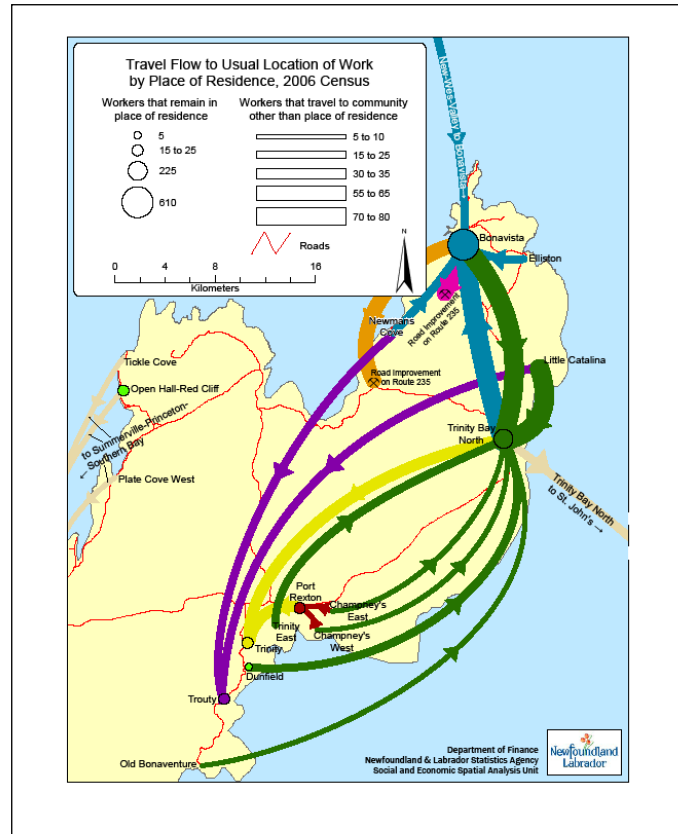 Travel Flow to Usual Location of Work
by Place of Residence, 2006 Census
Workers that remain in
place of residence
5
15 to 25
225
610
Workers that travel to community
other than place of residence
5 to 10
15 to 25
30 to 35
55 to 65
70 to 80
Roads
N
0 4 8 16
Kilometers
New-Wes-Valley to Bonavista→
Bonavista
Elliston
Newmans
Cove
Road Improvement
on Route 235
Road Improvement
on Route 235
Little Catalina
Tickle Cove
Open Hall-Red Cliff
to Summerville-Princeton-
← Southern Bay
Plate Cove West
Trinity Bay
North
Trinity Bay North
to St. John's →
Port
Rexton
Champney's
East
Trinity
East
Champney's
West
Trinity
Dunfield
Trouty
Old Bonaventure
Department of Finance
Newfoundland & Labrador Statistics Agency
Social and Economic Spatial Analysis Unit
Newfoundland
Labrador